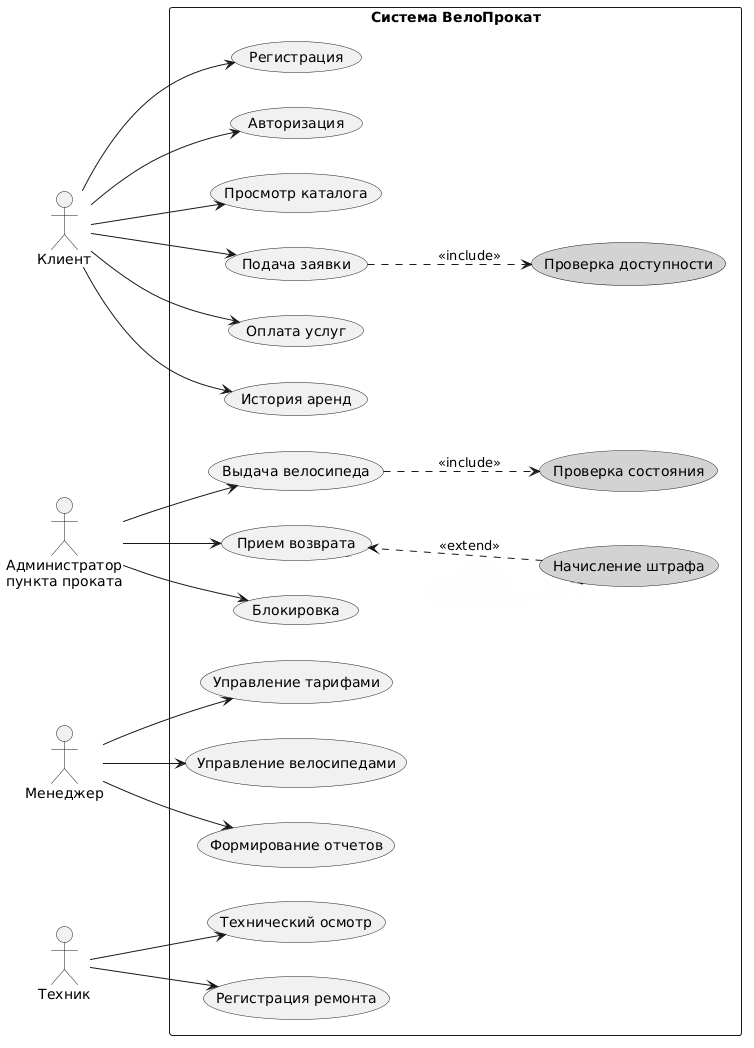 Система ВелоПрокат
Регистрация
Авторизация
Просмотр каталога
Клиент
Подача заявки
«include»
Проверка доступности
Оплата услуг
История аренд
Выдача велосипеда
«include»
Проверка состояния
Администратор
пункта проката
Прием возврата
«extend»
Начисление штрафа
Блокировка
Управление тарифами
Менеджер
Управление велосипедами
Формирование отчетов
Технический осмотр
Техник
Регистрация ремонта